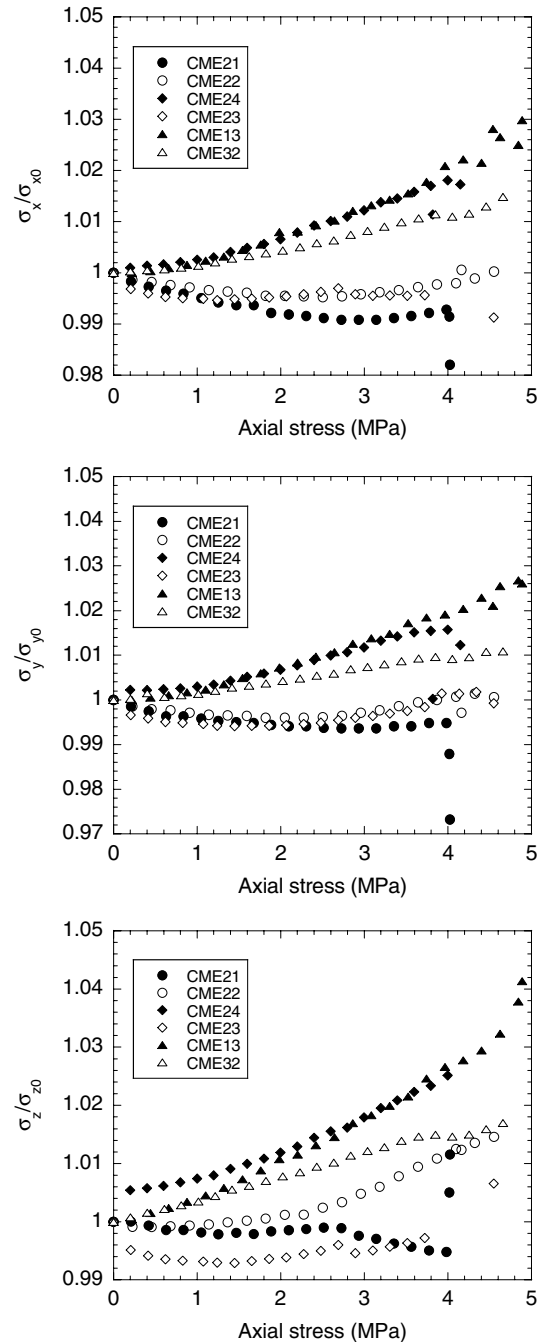 1.05
1.04
1.03
1.02
1.01
1
0.99
0.98
σx/σx0
CME21
CME22
CME24
CME23
CME13
CME32
0 1 2 3 4 5
Axial stress (MPa)
1.05
1.04
1.03
1.02
1.01
1
0.99
0.98
0.97
σy/σy0
CME21
CME22
CME24
CME23
CME13
CME32
0 1 2 3 4 5
Axial stress (MPa)
1.05
1.04
1.03
1.02
1.01
1
0.99
σz/σz0
CME21
CME22
CME24
CME23
CME13
CME32
0 1 2 3 4 5
Axial stress (MPa)